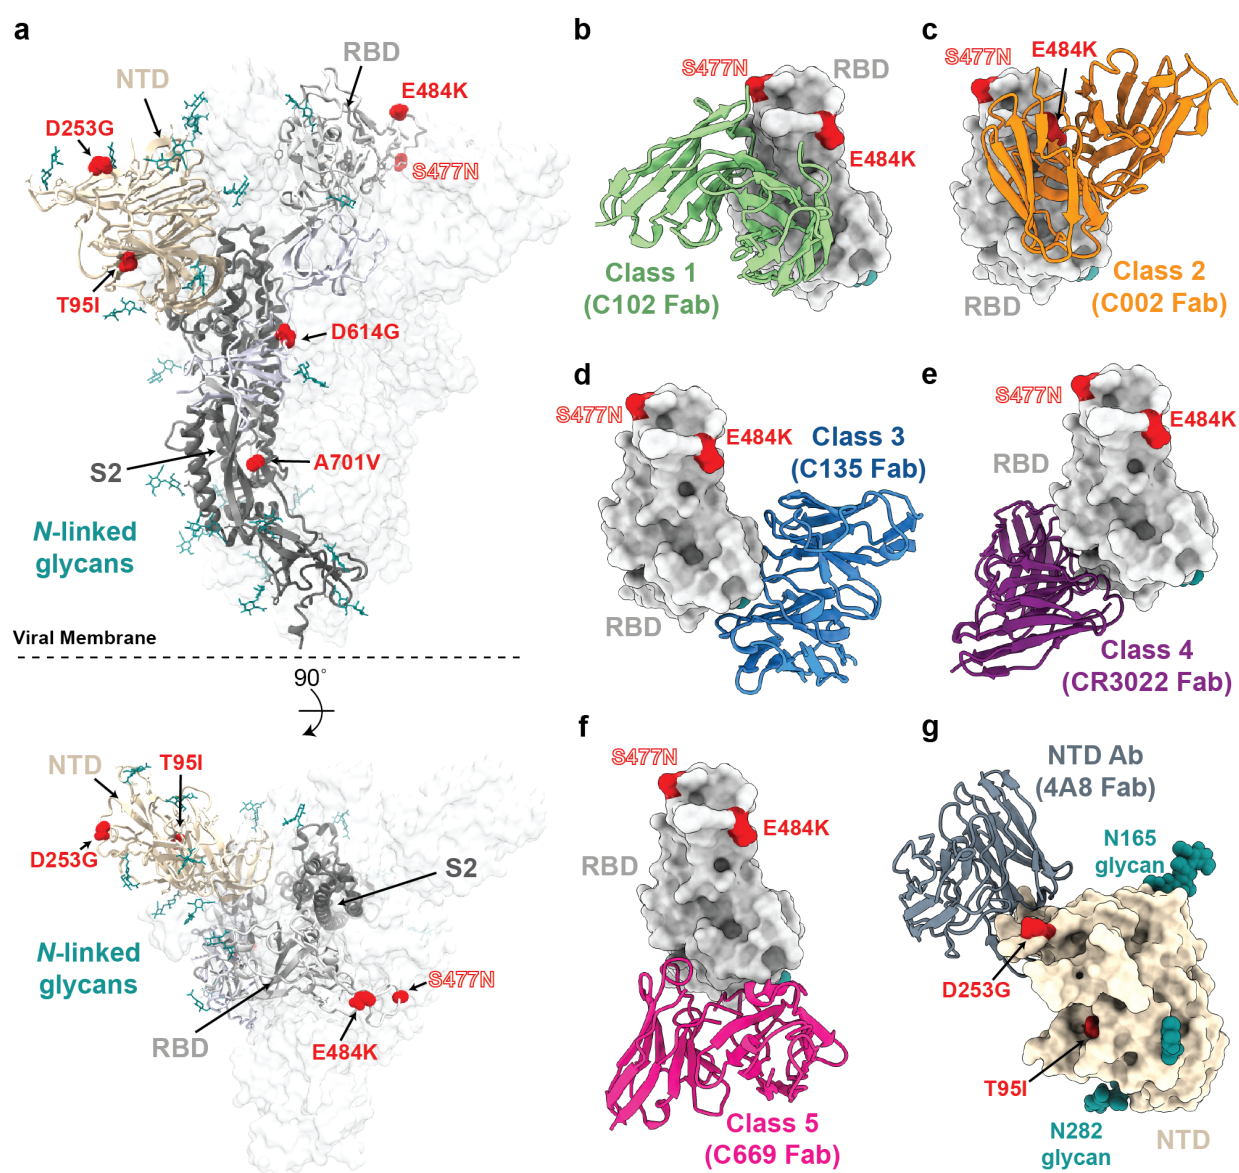 a
RBD
NTD
E484K
D253G
S477N
T95I
D614G
S2
A701V
N-linked
glycans
Viral Membrane
90°
NTD
T95I
D253G
S2
N-linked
glycans
S477N
RBD
E484K
b
S477N
RBD
E484K
Class 1
(C102 Fab)
c
S477N
E484K
Class 2
(C002 Fab)
RBD
d
S477N
E484K
Class 3
(C135 Fab)
RBD
e
S477N
E484K
RBD
Class 4
(CR3022 Fab)
f
S477N
E484K
RBD
Class 5
(C669 Fab)
g
NTD Ab
(4A8 Fab)
N165
glycan
D253G
T95I
N282
glycan
NTD